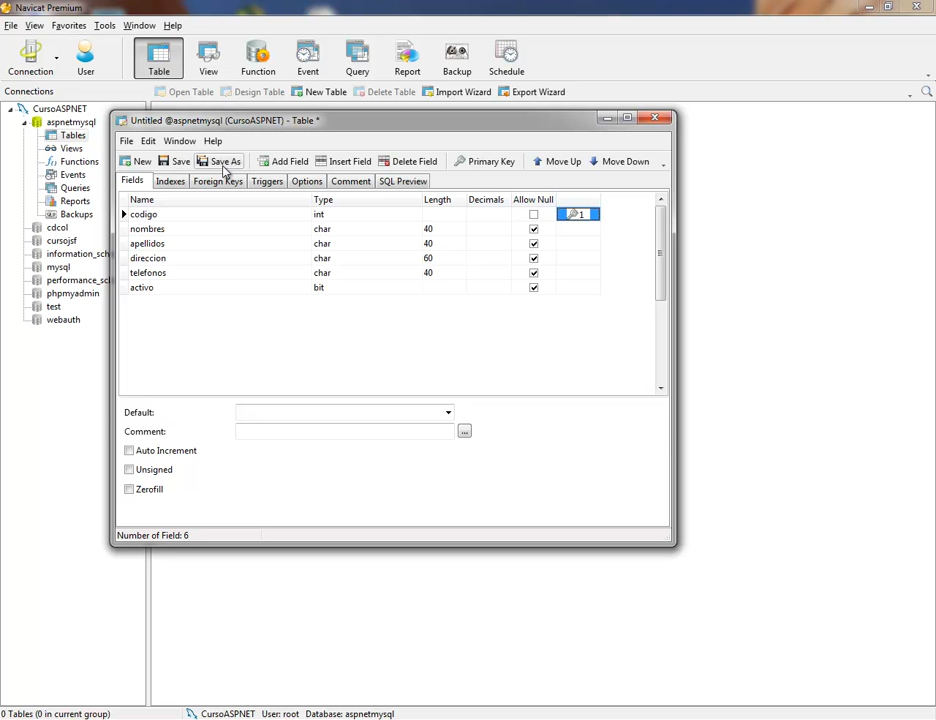 Navicat Premium
File View Favorites Tools Window Help
Connection User Table View Function Event Query Report Backup Schedule
Connections Open Table Design Table New Table Delete Table Import Wizard Export Wizard
CursoASPNET
aspnetmysql
Tables
Views
Functions
Events
Queries
Reports
Backups
cdcol
cursojsf
information_sch
mysql
performance_sch
phpmyadmin
test
webauth
Untitled @aspnetmysql (CursoASPNET) - Table *
File Edit Window Help
New Save Save As Add Field Insert Field Delete Field Primary Key Move Up Move Down
Fields Indexes Foreign Keys Triggers Options Comment SQL Preview
Name Type Length Decimals Allow Null
codigo int 1
nombres char 40
apellidos char 40
direccion char 60
telefonos char 40
activo bit
Default:
Comment: ...
Auto Increment
Unsigned
Zerofill
Number of Field: 6
0 Tables (0 in current group) CursoASPNET User: root Database: aspnetmysql